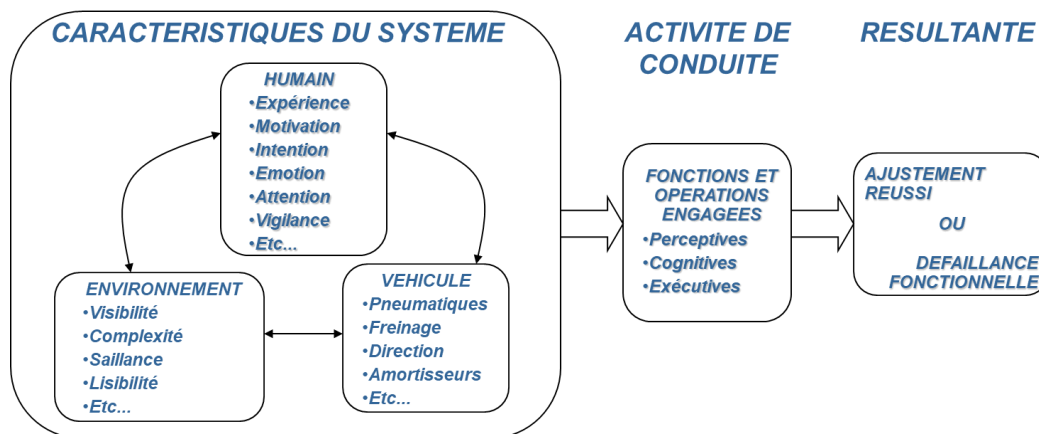 CARACTERISTIQUES DU SYSTEME
HUMAIN
•Expérience
•Motivation
•Intention
•Emotion
•Attention
•Vigilance
•Etc...
ENVIRONNEMENT
•Visibilité
•Complexité
•Saillance
•Lisibilité
•Etc...
VEHICULE
•Pneumatiques
•Freinage
•Direction
•Amortisseurs
•Etc...
ACTIVITE DE
CONDUITE
FONCTIONS ET
OPERATIONS
ENGAGEES
•Perceptives
•Cognitives
•Exécutives
RESULTANTE
AJUSTEMENT
REUSSI
OU
DEFAILLANCE
FONCTIONNELLE